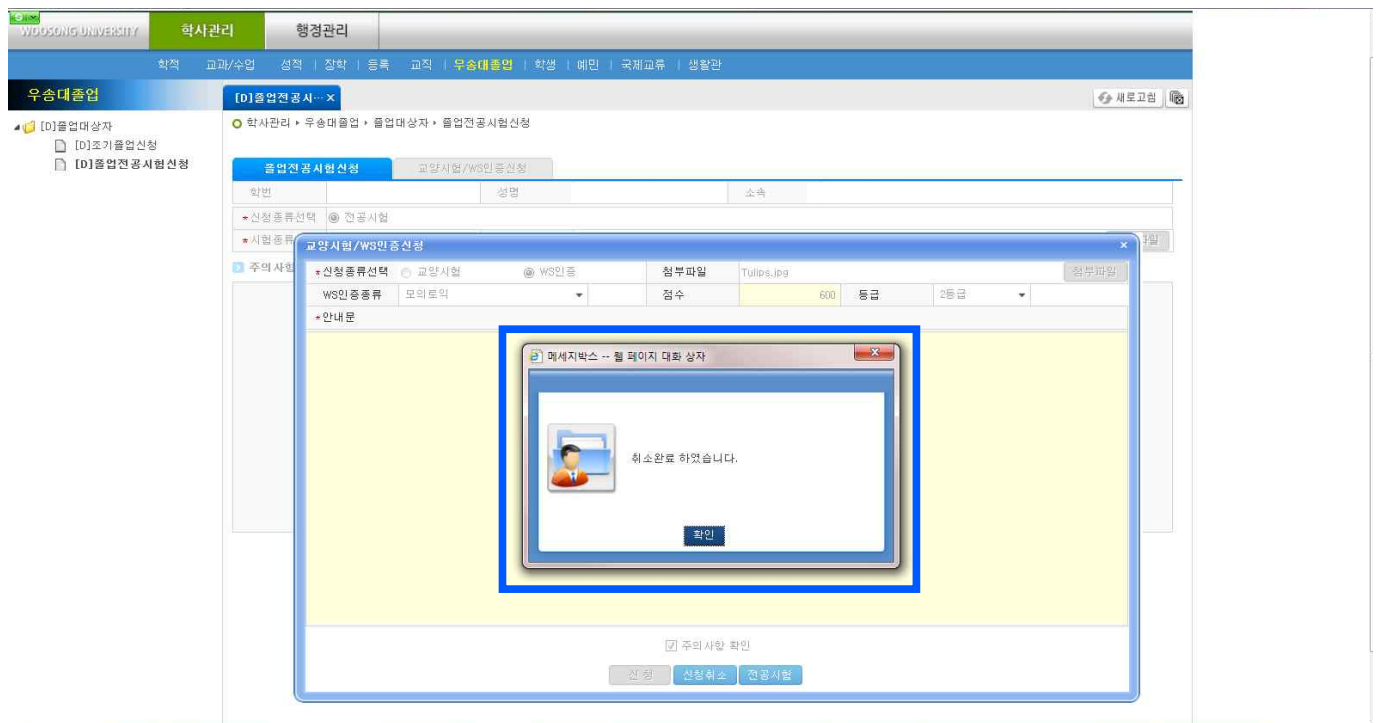 WOOSONG UNIVERSITY 학사관리 행정관리
학적 교과/수업 성적 | 장학 | 등록 교직 | 우송대졸업 | 학생 | 예민 | 국제교류 | 생활관
우송대졸업 [D]졸업전공시… × 새로고침
학사관리 ▸ 우송대졸업 ▸ 졸업대상자 ▸ 졸업전공시험신청
[D]졸업대상자
[D]조기졸업신청
[D]졸업전공시험신청
졸업전공시험신청 교양시험/WS인증신청
학번 성명 소속
*신청종류선택 전공시험
*시험종류 파일
주의사항
교양시험/WS인증신청 ×
*신청종류선택 교양시험 WS인증 첨부파일 Tulips.jpg 첨부파일
WS인증종류 모의토익 점수 600 등급 2등급
*안내문
메세지박스 -- 웹 페이지 대화 상자
취소완료 하였습니다.
확인
주의사항 확인
신청 신청취소 전공시험